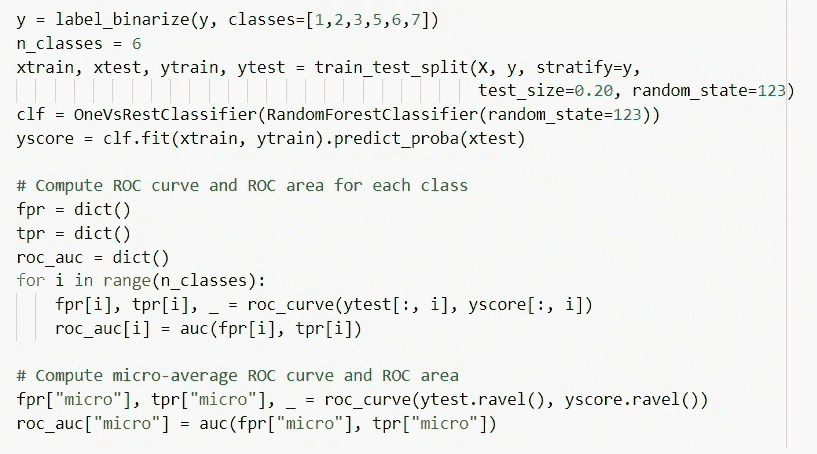 y = label_binarize(y, classes=[1,2,3,5,6,7])
n_classes = 6
xtrain, xtest, ytrain, ytest = train_test_split(X, y, stratify=y,
test_size=0.20, random_state=123)
clf = OneVsRestClassifier(RandomForestClassifier(random_state=123))
yscore = clf.fit(xtrain, ytrain).predict_proba(xtest)
# Compute ROC curve and ROC area for each class
fpr = dict()
tpr = dict()
roc_auc = dict()
for i in range(n_classes):
fpr[i], tpr[i], _ = roc_curve(ytest[:, i], yscore[:, i])
roc_auc[i] = auc(fpr[i], tpr[i])
# Compute micro-average ROC curve and ROC area
fpr["micro"], tpr["micro"], _ = roc_curve(ytest.ravel(), yscore.ravel())
roc_auc["micro"] = auc(fpr["micro"], tpr["micro"])